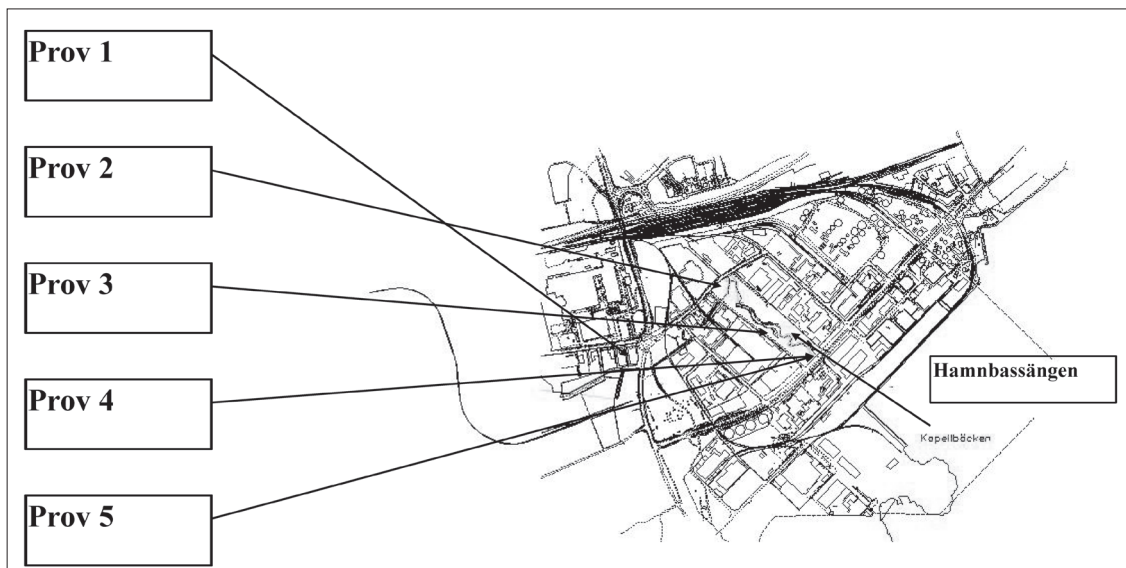 Prov 1
Prov 2
Prov 3
Prov 4
Prov 5
Hamnbassängen
Kapellbäcken